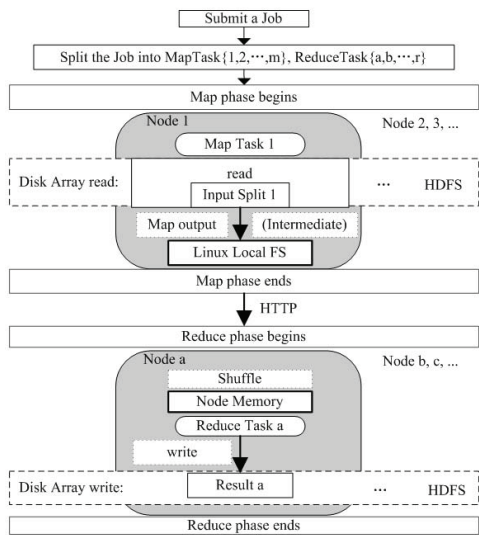 Submit a Job
Split the Job into MapTask{1,2,⋯,m}, ReduceTask{a,b,⋯,r}
Map phase begins
Node 1
Node 2, 3, ...
Map Task 1
Disk Array read:
read
...
HDFS
Input Split 1
Map output
(Intermediate)
Linux Local FS
Map phase ends
HTTP
Reduce phase begins
Node a
Node b, c, ...
Shuffle
Node Memory
Reduce Task a
write
Disk Array write:
Result a
...
HDFS
Reduce phase ends